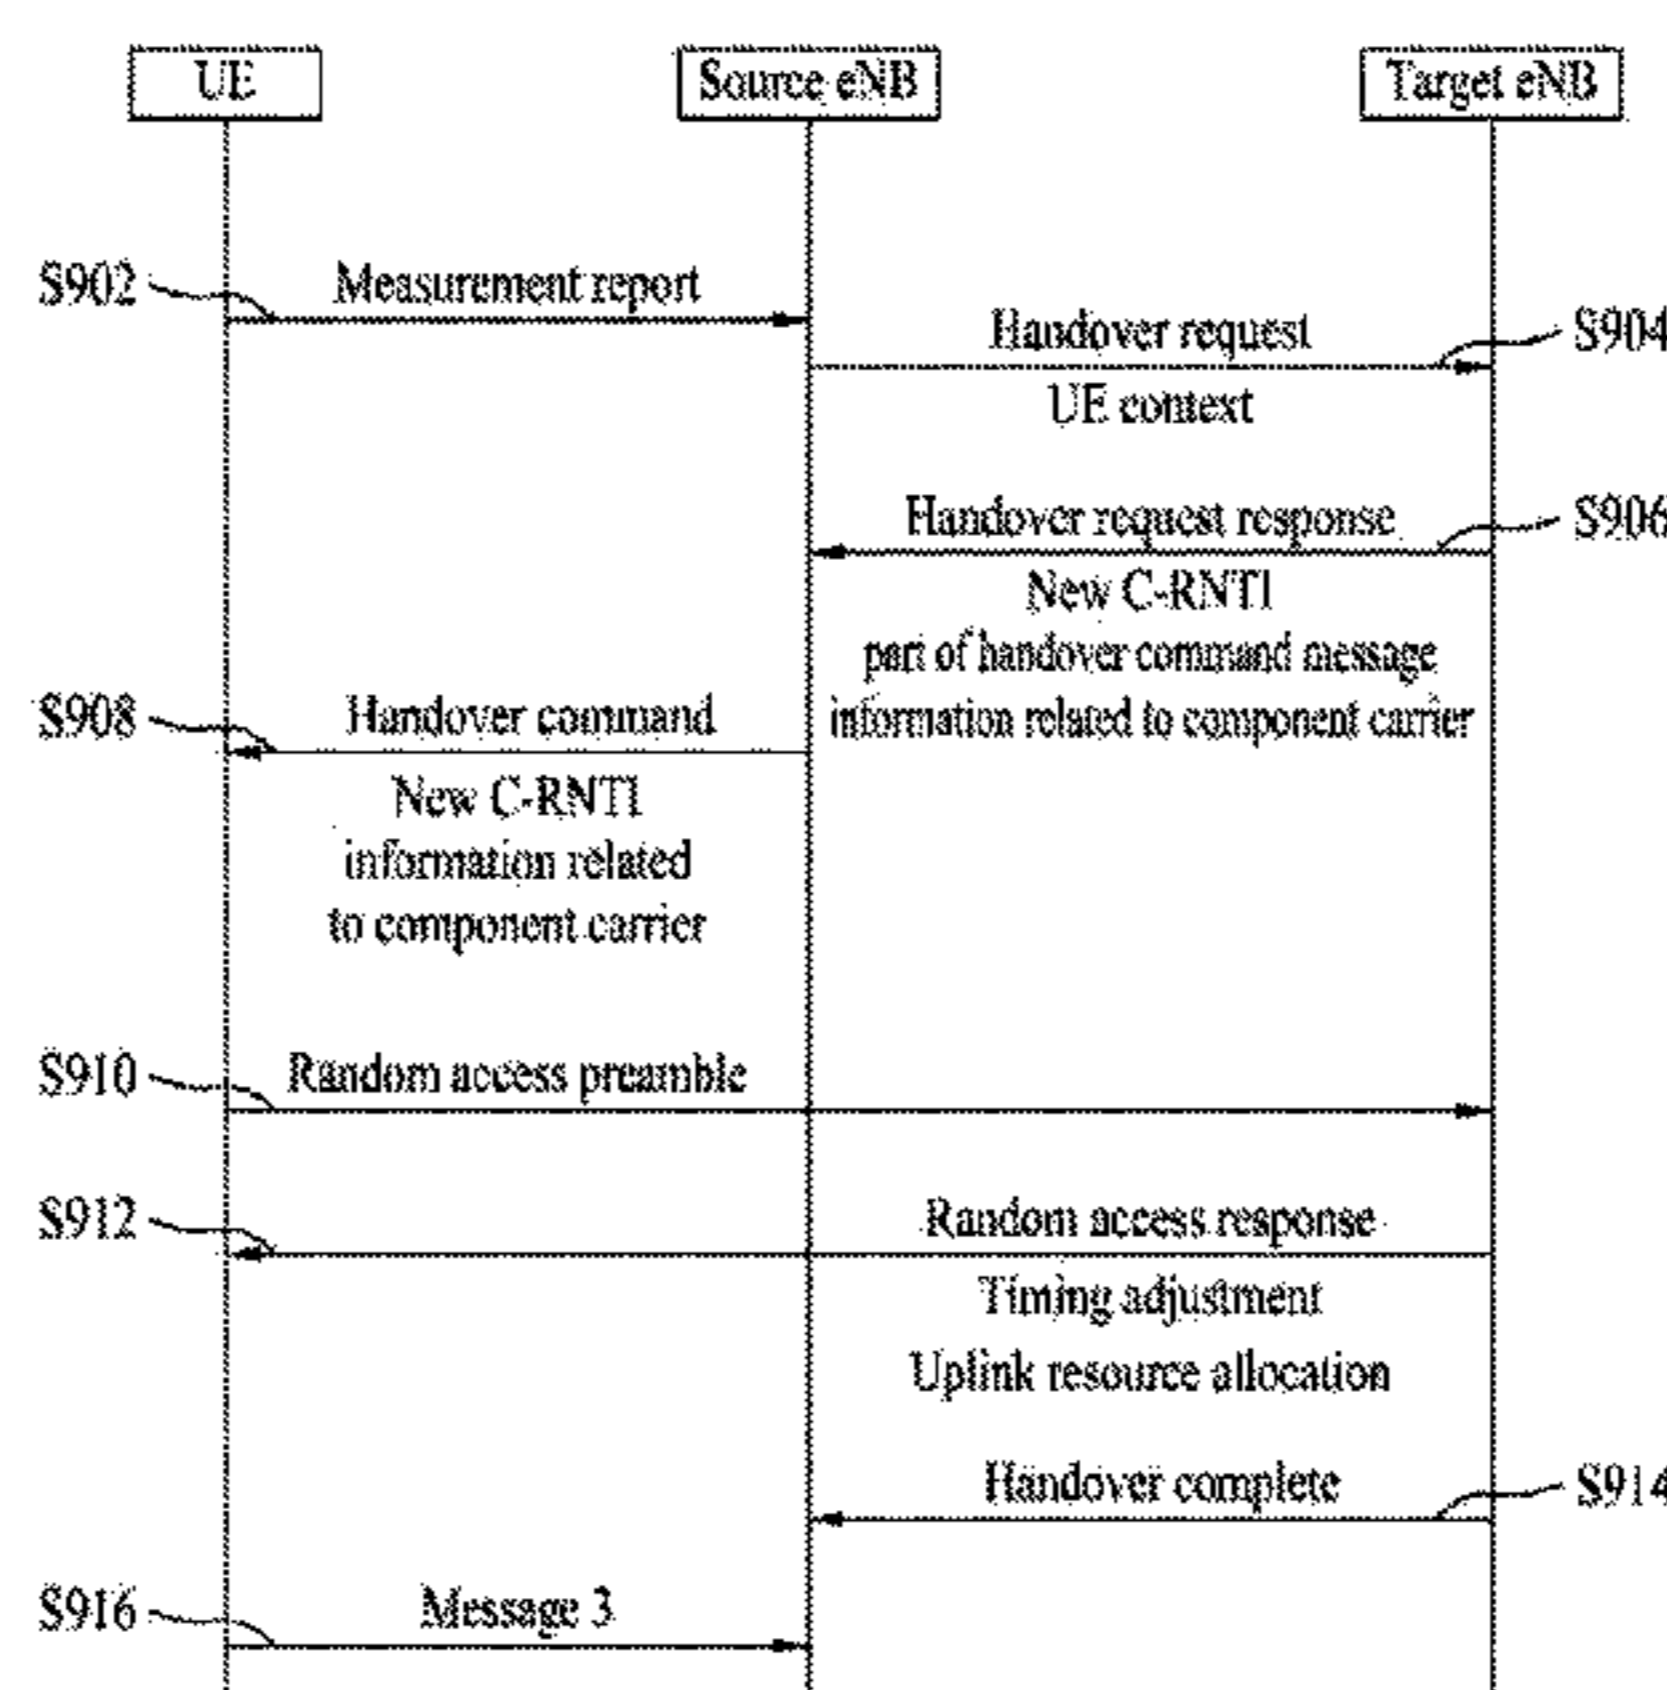 UE
Source eNB
Target eNB
S902
Measurement report
Handover request
S904
UE context
Handover request response
S906
New C-RNTI
part of handover command message
information related to component carrier
S908
Handover command
New C-RNTI
information related
to component carrier
S910
Random access preamble
S912
Random access response
Timing adjustment
Uplink resource allocation
Handover complete
S914
S916
Message 3